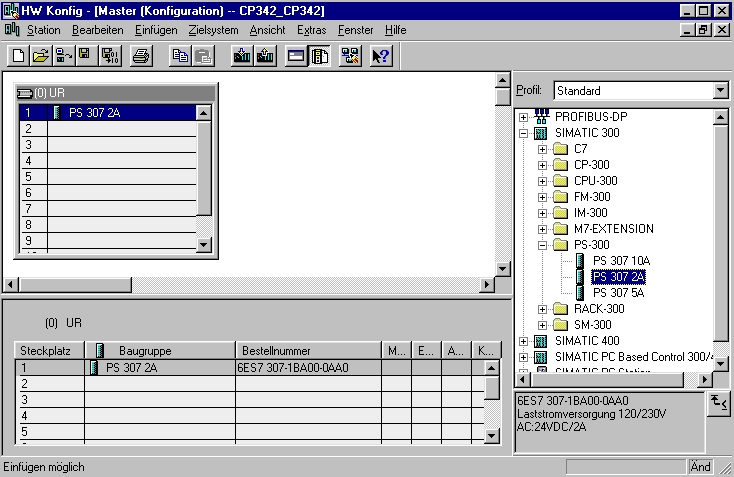 HW Konfig - [Master (Konfiguration) -- CP342_CP342]
Station Bearbeiten Einfügen Zielsystem Ansicht Extras Fenster Hilfe
(0) UR
1 PS 307 2A
2
3
4
5
6
7
8
9
Profil: Standard
PROFIBUS-DP
SIMATIC 300
C7
CP-300
CPU-300
FM-300
IM-300
M7-EXTENSION
PS-300
PS 307 10A
PS 307 2A
PS 307 5A
RACK-300
SM-300
SIMATIC 400
SIMATIC PC Based Control 300/4
SIMATIC PC Station
(0) UR
Steckplatz Baugruppe Bestellnummer M... E... A... K...
1 PS 307 2A 6ES7 307-1BA00-0AA0
2
3
4
5
6ES7 307-1BA00-0AA0
Laststromversorgung 120/230V
AC:24VDC/2A
Einfügen möglich
Änd